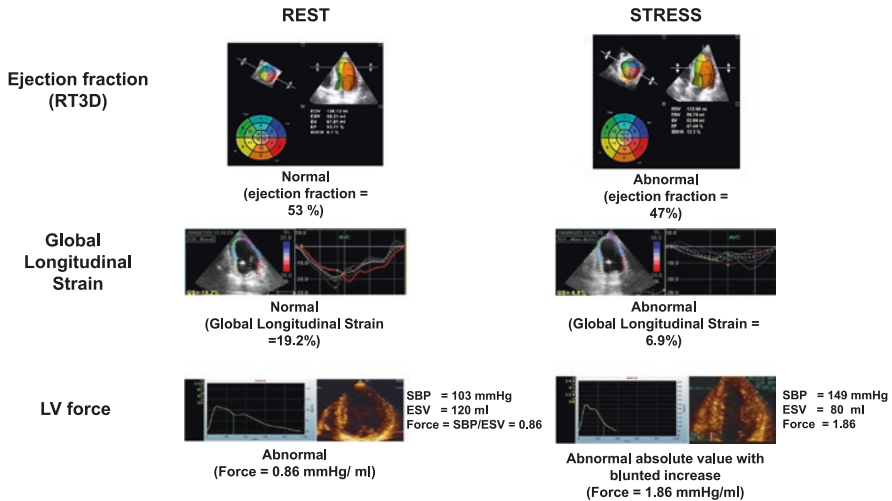 REST
STRESS
Ejection fraction
(RT3D)
Normal
(ejection fraction =
53 %)
Abnormal
(ejection fraction =
47%)
Global
Longitudinal
Strain
AVC
AVC
Normal
(Global Longitudinal Strain
=19.2%)
Abnormal
(Global Longitudinal Strain =
6.9%)
LV force
SBP = 103 mmHg
ESV = 120 ml
Force = SBP/ESV = 0.86
SBP = 149 mmHg
ESV = 80 ml
Force = 1.86
Abnormal
(Force = 0.86 mmHg/ ml)
Abnormal absolute value with
blunted increase
(Force = 1.86 mmHg/ml)